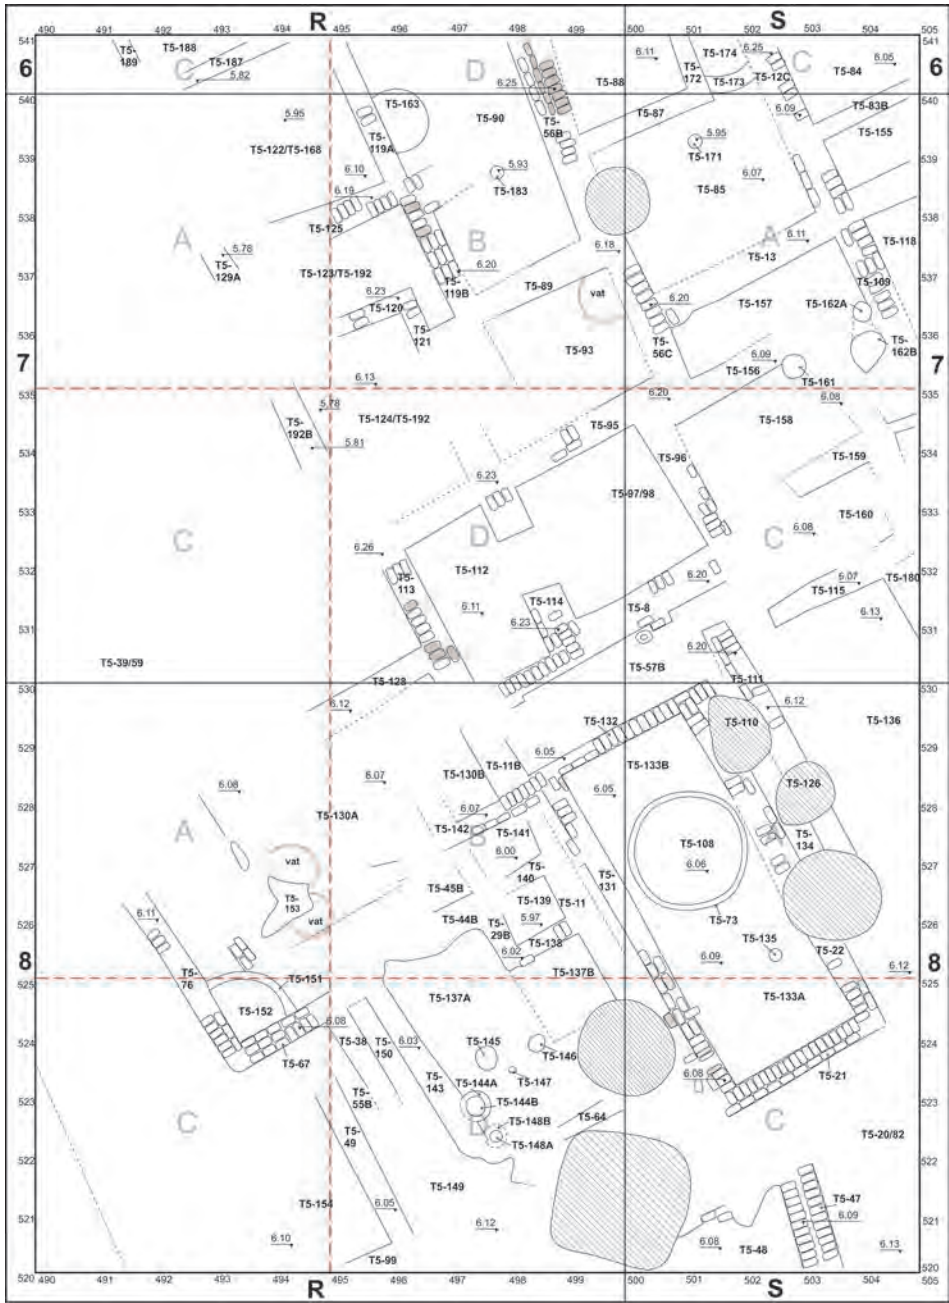 490 491 492 493 494 R 495 496 497 498 499 500 501 502 S 503 504 505
541 541
6 6
T5-189
T5-188
T5-187
C
5.82
D
6.25
T5-88
6.11
T5-172
T5-174
T5-173
6.25
T5-12C
C
T5-84
6.05
540 540
5.95
T5-163
T5-90
T5-56B
T5-87
6.09
T5-83B
T5-155
T5-122/T5-168
T5-119A
5.95
T5-171
539 539
6.10
5.93
T5-183
T5-85
6.07
6.19
538 538
T5-125
A
B
A
6.18
6.11
T5-118
5.78
T5-129A
T5-123/T5-192
6.20
T5-119B
T5-13
537 537
T5-89
vat
T5-109
6.23
T5-120
6.20
T5-157
T5-162A
536 536
T5-121
T5-93
T5-56C
T5-162B
7 7
6.09
T5-156
T5-161
6.13
535 535
5.78
6.20
6.08
T5-192B
T5-124/T5-192
T5-95
T5-158
5.81
534 534
T5-96
T5-159
6.23
T5-97/98
533 533
T5-160
C
D
C
6.08
6.26
532 532
T5-113
T5-112
6.20
6.07
T5-180
T5-115
T5-114
6.11
T5-8
6.13
531 531
6.23
T5-39/59
T5-57B
6.20
T5-128
T5-111
530 530
6.12
6.12
T5-132
T5-110
T5-136
529 529
6.05
T5-11B
T5-133B
T5-130B
6.08
6.07
6.05
T5-126
528 528
T5-130A
6.07
T5-142
T5-141
A
B
T5-134
T5-108
6.00
vat
527 527
T5-140
6.06
T5-131
T5-45B
T5-153
T5-139
T5-11
T5-73
6.11
vat
T5-44B
T5-29B
5.97
526 526
T5-138
T5-135
T5-22
8 8
6.02
T5-137B
6.09
6.12
525 525
T5-76
T5-151
T5-152
T5-137A
T5-133A
6.08
524 524
T5-67
T5-38
T5-150
6.03
T5-145
T5-146
T5-21
T5-143
T5-144A
T5-147
6.08
523 523
T5-55B
T5-144B
T5-64
T5-49
T5-148B
C
D
C
T5-148A
T5-20/82
522 522
T5-149
T5-154
T5-47
6.05
6.09
521 521
6.10
6.12
6.08
T5-48
6.13
T5-99
520 520
490 491 492 493 494 R 495 496 497 498 499 500 501 502 S 503 504 505